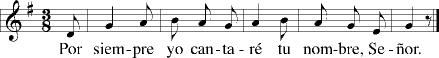 Por siem-pre yo can-ta-ré tu nom-bre, Se-ñor.